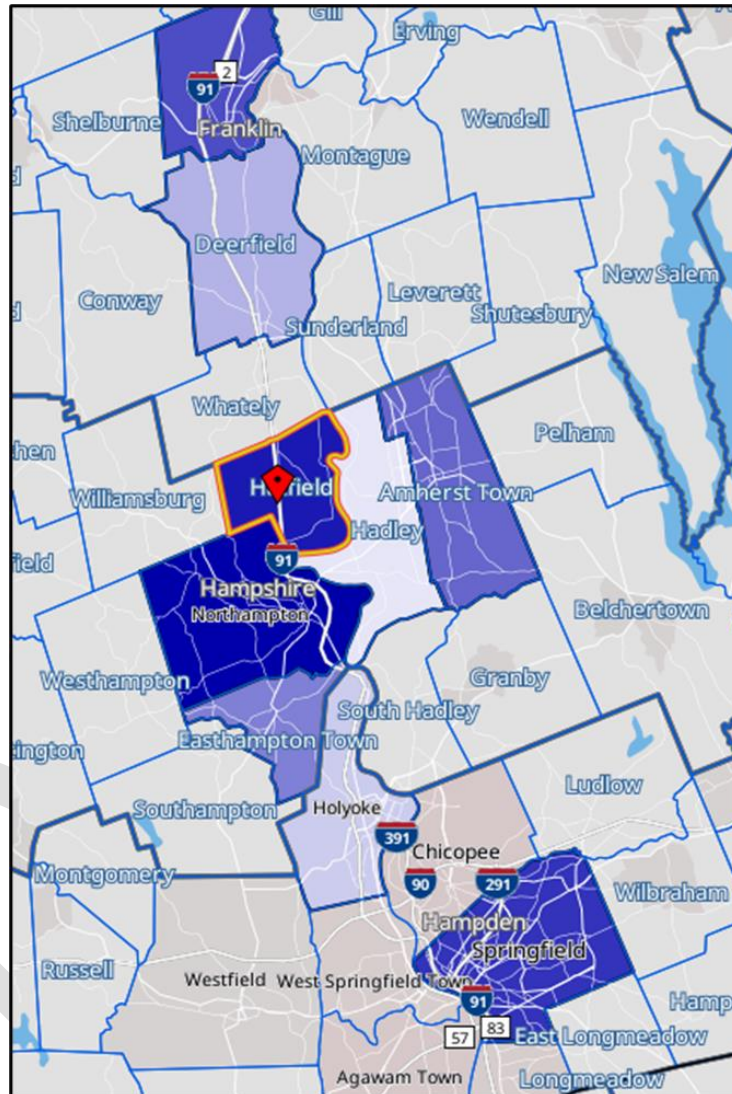 Gill
Erving
2
91
Shelburne
Franklin
Wendell
Montague
Deerfield
New Salem
Conway
Leverett
Shutesbury
Sunderland
Whately
Pelham
Williamsburg
Amherst Town
Hadley
field
91
Hampshire
Northampton
Belchertown
Westhampton
Granby
South Hadley
Easthampton Town
Ludlow
Southampton
Holyoke
391
Chicopee
Montgomery
90
291
Wilbraham
Hampden
Springfield
Russell
Westfield
West Springfield Town
91
83
57
East Longmeadow
Hamp
Agawam Town
Longmeadow